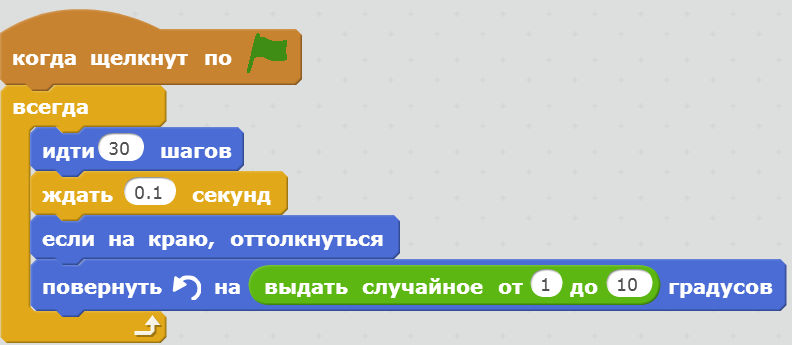 когда щелкнут по
всегда
идти 30 шагов
ждать 0.1 секунд
если на краю, оттолкнуться
повернуть на выдать случайное от 1 до 10 градусов